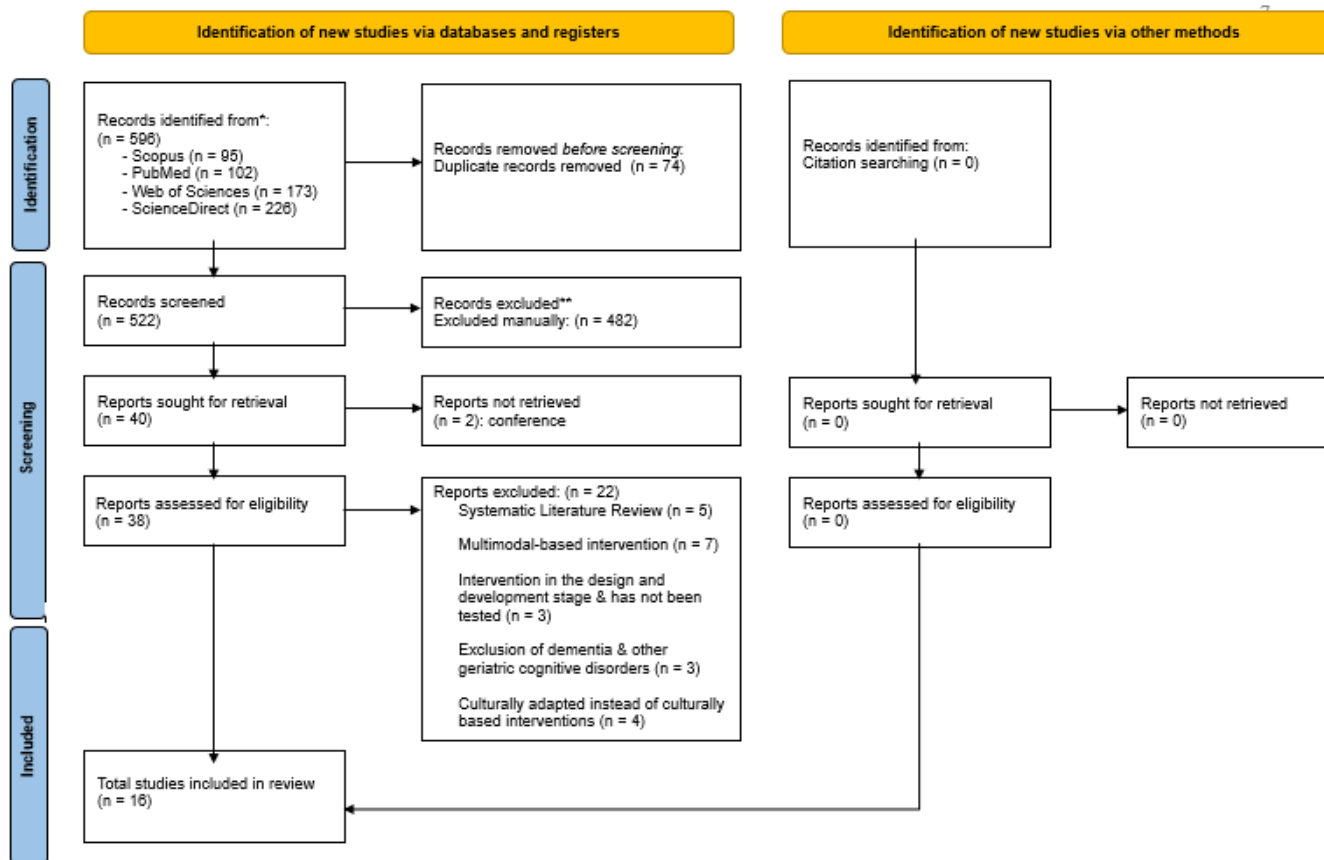 Identification of new studies via databases and registers
Identification of new studies via other methods
Identification
Records identified from*:
(n = 596)
- Scopus (n = 95)
- PubMed (n = 102)
- Web of Sciences (n = 173)
- ScienceDirect (n = 226)
Records removed before screening:
Duplicate records removed (n = 74)
Records identified from:
Citation searching (n = 0)
Screening
Records screened
(n = 522)
Records excluded**
Excluded manually: (n = 482)
Reports sought for retrieval
(n = 40)
Reports not retrieved
(n = 2): conference
Reports sought for retrieval
(n = 0)
Reports not retrieved
(n = 0)
Reports assessed for eligibility
(n = 38)
Reports excluded: (n = 22)
Systematic Literature Review (n = 5)
Multimodal-based intervention (n = 7)
Intervention in the design and
development stage & has not been
tested (n = 3)
Exclusion of dementia & other
geriatric cognitive disorders (n = 3)
Culturally adapted instead of culturally
based interventions (n = 4)
Reports assessed for eligibility
(n = 0)
Included
Total studies included in review
(n = 16)